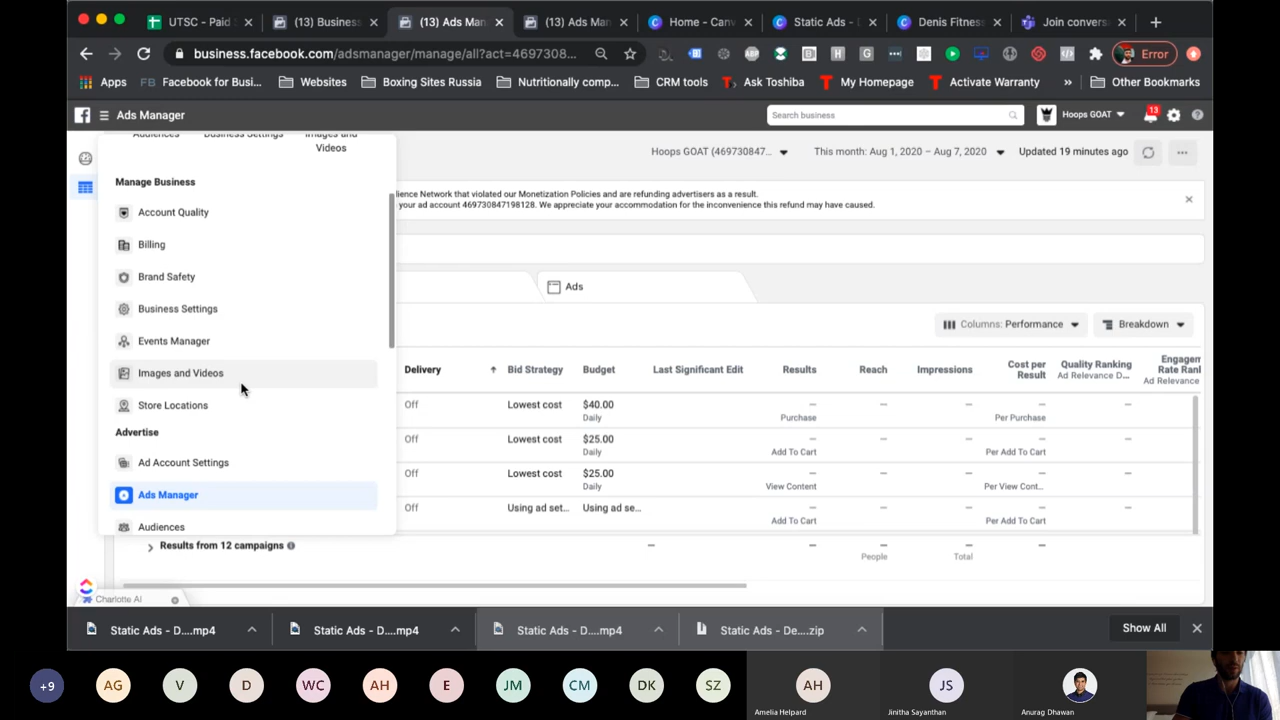 UTSC - Paid S
(13) Business
(13) Ads Man
(13) Ads Man
Home - Canv
Static Ads - D
Denis Fitness
Join convers
business.facebook.com/adsmanager/manage/all?act=4697308...
Error
Apps
Facebook for Busi...
Websites
Boxing Sites Russia
Nutritionally comp...
CRM tools
Ask Toshiba
My Homepage
Activate Warranty
»
Other Bookmarks
Ads Manager
Search business
Hoops GOAT
13
Audiences
Business Settings
Images and
Videos
Hoops GOAT (469730847...
This month: Aug 1, 2020 – Aug 7, 2020
Updated 19 minutes ago
Manage Business
Account Quality
Billing
Brand Safety
Business Settings
Events Manager
Images and Videos
Store Locations
Advertise
Ad Account Settings
Ads Manager
Audiences
ience Network that violated our Monetization Policies and are refunding advertisers as a result.
your ad account 469730847198128. We appreciate your accommodation for the inconvenience this refund may have caused.
Ads
Columns: Performance
Breakdown
Delivery
Bid Strategy
Budget
Last Significant Edit
Results
Reach
Impressions
Cost per
Result
Quality Ranking
Ad Relevance D...
Engagem
Rate Rank
Ad Relevance
Off
Lowest cost
$40.00
Daily
—
Purchase
—
—
—
Per Purchase
—
Off
Lowest cost
$25.00
Daily
—
Add To Cart
—
—
—
Per Add To Cart
—
Off
Lowest cost
$25.00
Daily
—
View Content
—
—
—
Per View Cont...
—
Off
Using ad set...
Using ad se...
—
Add To Cart
—
—
—
Per Add To Cart
—
Results from 12 campaigns
—
—
—
People
—
Total
—
Charlotte AI
Static Ads - D....mp4
Static Ads - D....mp4
Static Ads - D....mp4
Static Ads - De....zip
Show All
+9
AG
V
D
WC
AH
E
JM
CM
DK
SZ
AH
Amelia Helpard
JS
Jinitha Sayanthan
Anurag Dhawan